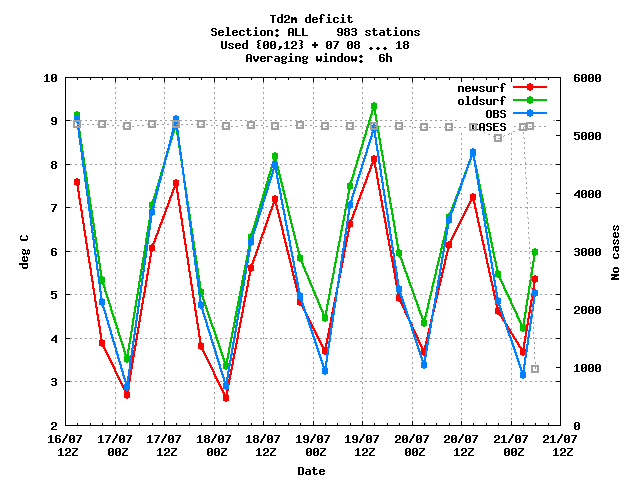 Td2m deficit
Selection: ALL    983 stations
Used {00,12} + 07 08 ... 18
Averaging window:  6h
10 6000
newsurf
oldsurf
9 OBS
CASES 5000
8
7 4000
deg C No cases
6 3000
5
2000
4
3 1000
2 0
16/07 17/07 17/07 18/07 18/07 19/07 19/07 20/07 20/07 21/07 21/07
12Z 00Z 12Z 00Z 12Z 00Z 12Z 00Z 12Z 00Z 12Z
Date